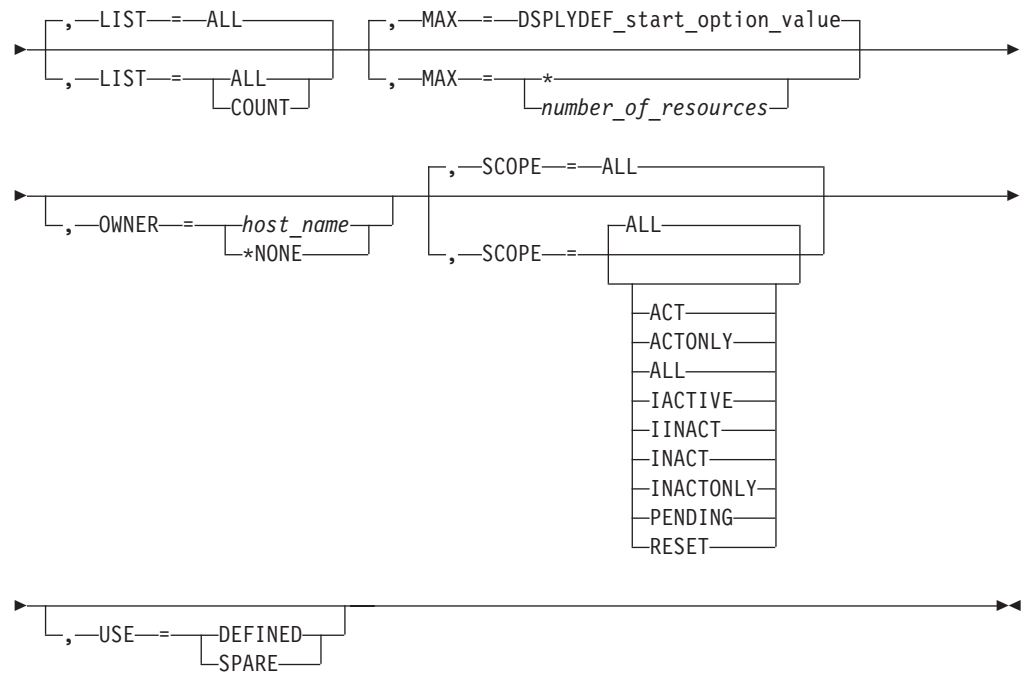 , LIST = ALL
, LIST = ALL
COUNT
, MAX = DSPLYDEF_start_option_value
, MAX = *
number_of_resources
, OWNER = host_name
*NONE
, SCOPE = ALL
, SCOPE = ALL
ACT
ACTONLY
ALL
IACTIVE
IINACT
INACT
INACTONLY
PENDING
RESET
, USE = DEFINED
SPARE